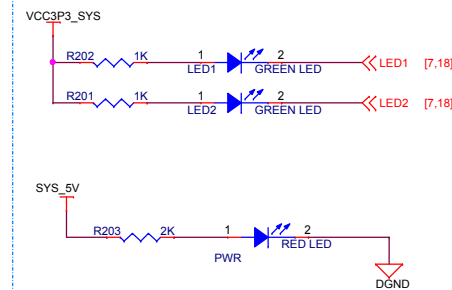 VCC3P3_SYS
R202 1K 1 2 LED1 [7,18]
LED1 GREEN LED
R201 1K 1 2 LED2 [7,18]
LED2 GREEN LED
SYS_5V
R203 2K 1 2
PWR RED LED
DGND